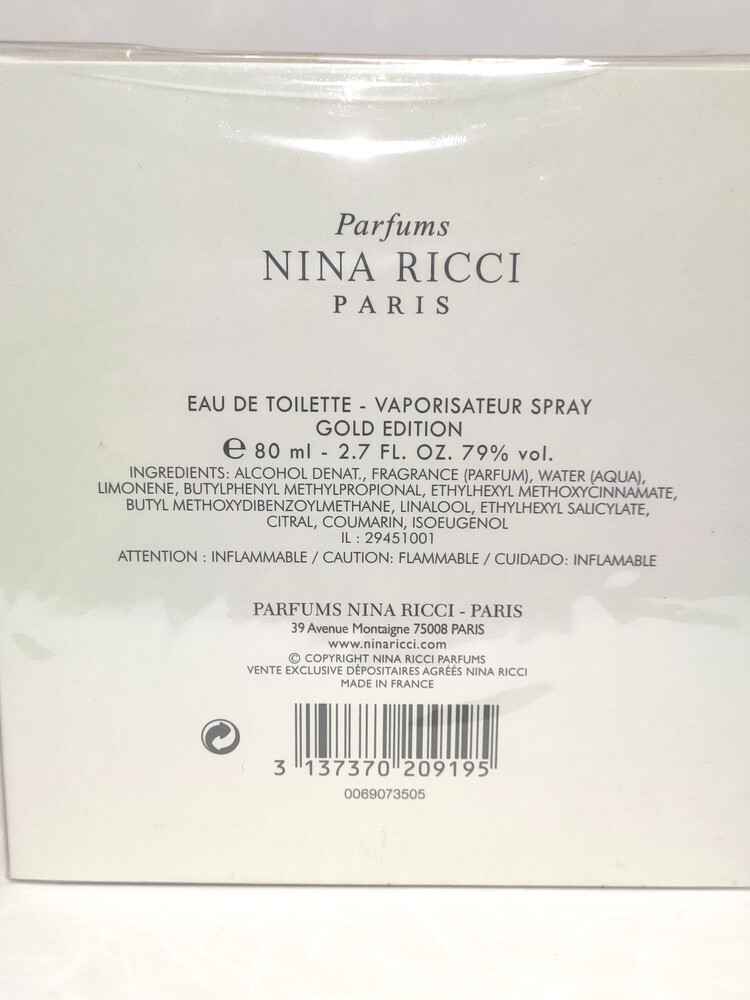 Parfums
NINA RICCI
PARIS
EAU DE TOILETTE - VAPORISATEUR SPRAY
GOLD EDITION
℮ 80 ml - 2.7 FL. OZ. 79% vol.
INGREDIENTS: ALCOHOL DENAT., FRAGRANCE (PARFUM), WATER (AQUA),
LIMONENE, BUTYLPHENYL METHYLPROPIONAL, ETHYLHEXYL METHOXYCINNAMATE,
BUTYL METHOXYDIBENZOYLMETHANE, LINALOOL, ETHYLHEXYL SALICYLATE,
CITRAL, COUMARIN, ISOEUGENOL
IL : 29451001
ATTENTION : INFLAMMABLE / CAUTION: FLAMMABLE / CUIDADO: INFLAMABLE
PARFUMS NINA RICCI - PARIS
39 Avenue Montaigne 75008 PARIS
www.ninaricci.com
© COPYRIGHT NINA RICCI PARFUMS
VENTE EXCLUSIVE DÉPOSITAIRES AGRÉÉS NINA RICCI
MADE IN FRANCE
3 137370 209195
0069073505